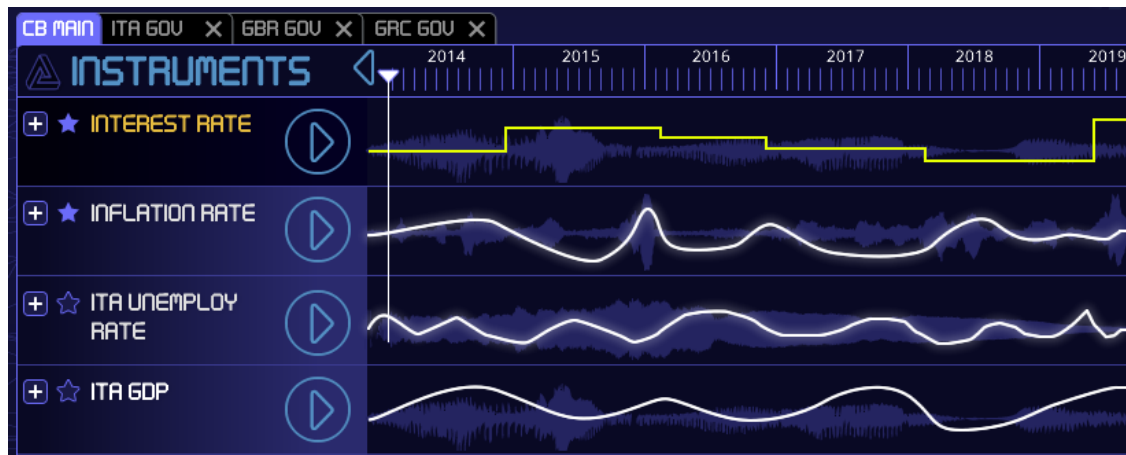 CB MAIN ITA GOV X GBR GOV X GRC GOV X
INSTRUMENTS
2014 2015 2016 2017 2018 2019
INTEREST RATE
INFLATION RATE
ITA UNEMPLOY
RATE
ITA GDP